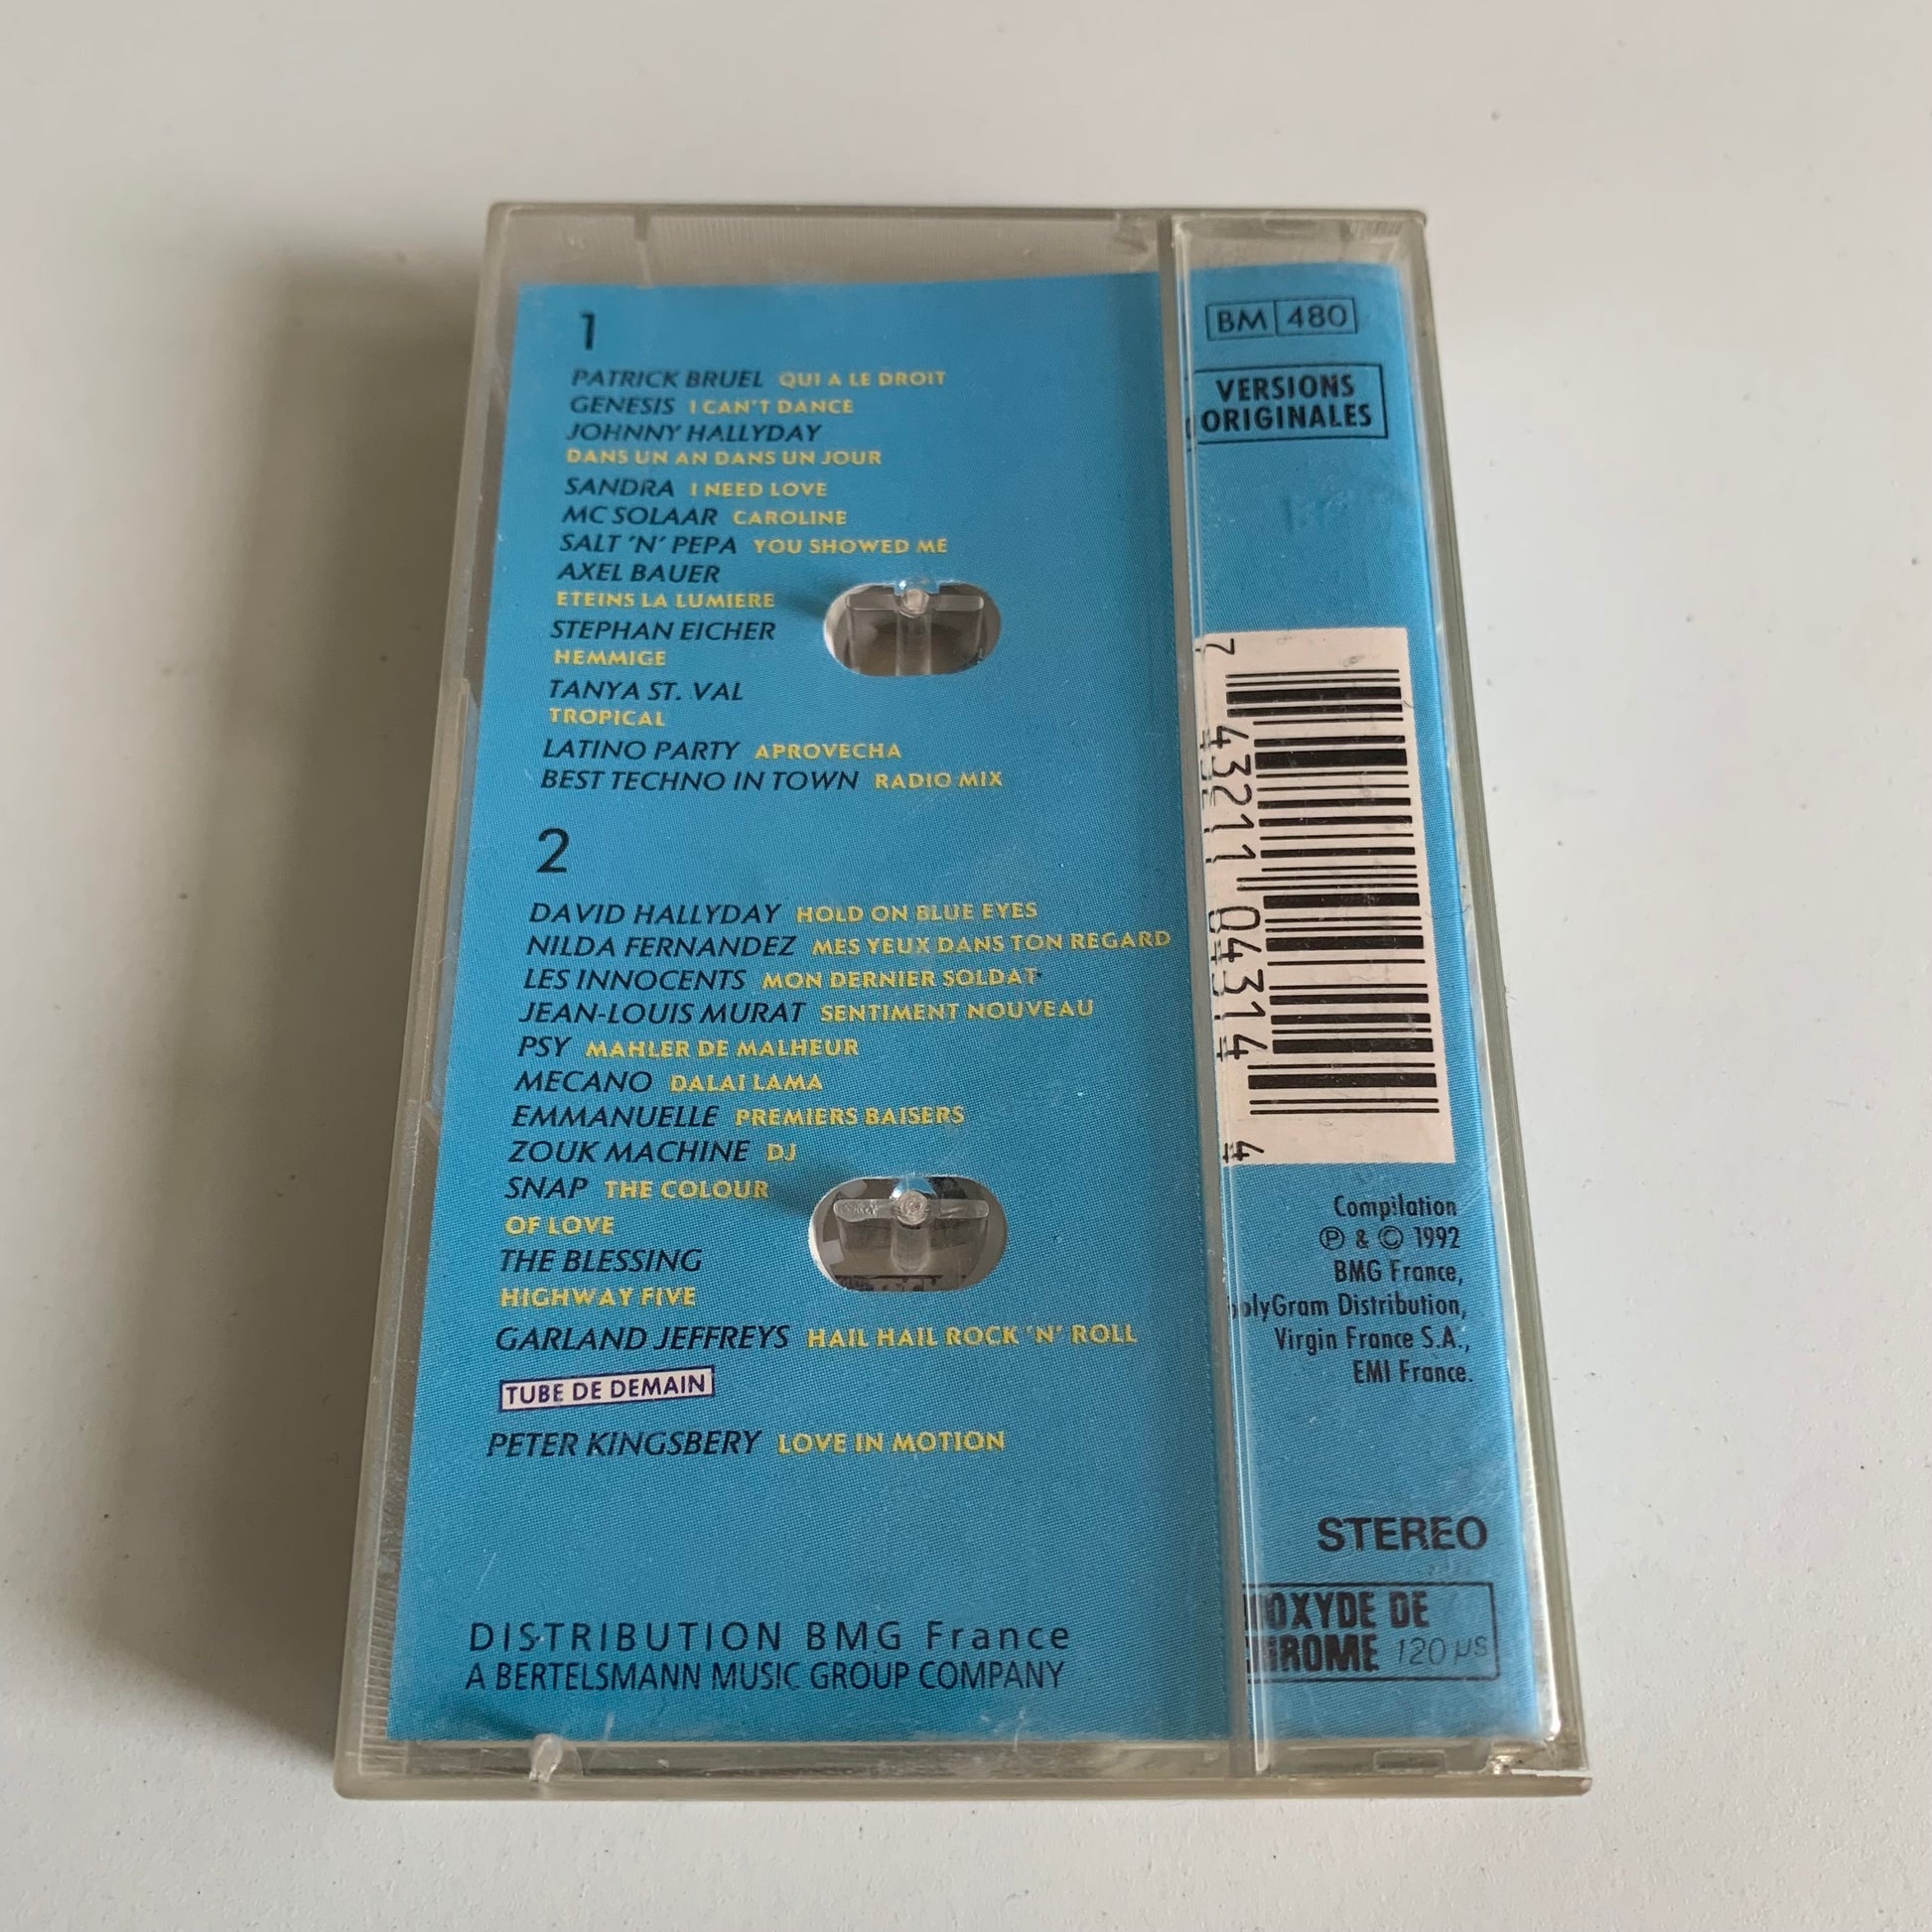 1
PATRICK BRUEL QUI A LE DROIT
GENESIS I CAN'T DANCE
JOHNNY HALLYDAY
DANS UN AN DANS UN JOUR
SANDRA I NEED LOVE
MC SOLAAR CAROLINE
SALT 'N' PEPA YOU SHOWED ME
AXEL BAUER
ETEINS LA LUMIERE
STEPHAN EICHER
HEMMIGE
TANYA ST. VAL
TROPICAL
LATINO PARTY APROVECHA
BEST TECHNO IN TOWN RADIO MIX
2
DAVID HALLYDAY HOLD ON BLUE EYES
NILDA FERNANDEZ MES YEUX DANS TON REGARD
LES INNOCENTS MON DERNIER SOLDAT
JEAN-LOUIS MURAT SENTIMENT NOUVEAU
PSY MAHLER DE MALHEUR
MECANO DALAI LAMA
EMMANUELLE PREMIERS BAISERS
ZOUK MACHINE DJ
SNAP THE COLOUR
OF LOVE
THE BLESSING
HIGHWAY FIVE
GARLAND JEFFREYS HAIL HAIL ROCK 'N' ROLL
TUBE DE DEMAIN
PETER KINGSBERY LOVE IN MOTION
DISTRIBUTION BMG France
A BERTELSMANN MUSIC GROUP COMPANY
BM 480
VERSIONS
ORIGINALES
7 43211 04314 4
Compilation
Ⓟ & © 1992
BMG France,
olyGram Distribution,
Virgin France S.A.,
EMI France.
STEREO
OXYDE DE
ROME 120 µs